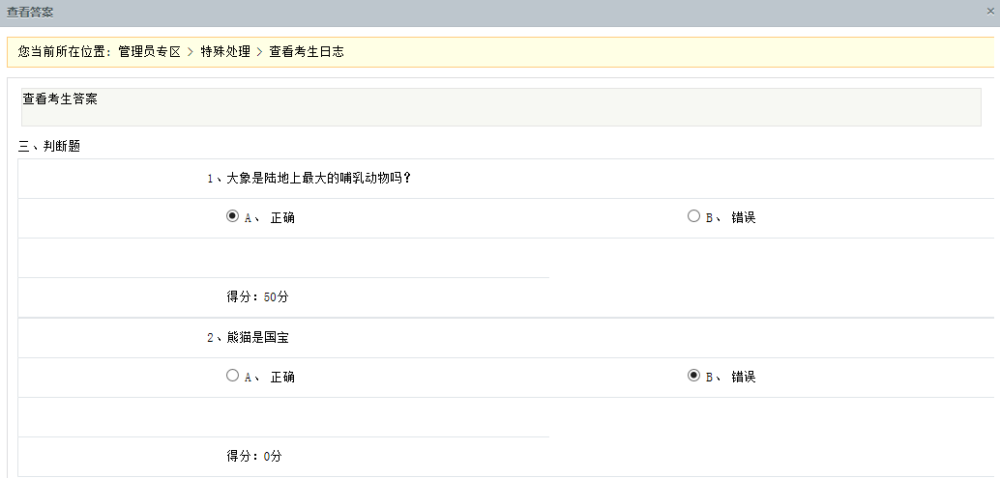 查看答案
您当前所在位置: 管理员专区 > 特殊处理 > 查看考生日志
查看考生答案
三、判断题
1、大象是陆地上最大的哺乳动物吗?
A、 正确
B、 错误
得分: 50分
2、熊猫是国宝
A、 正确
B、 错误
得分: 0分